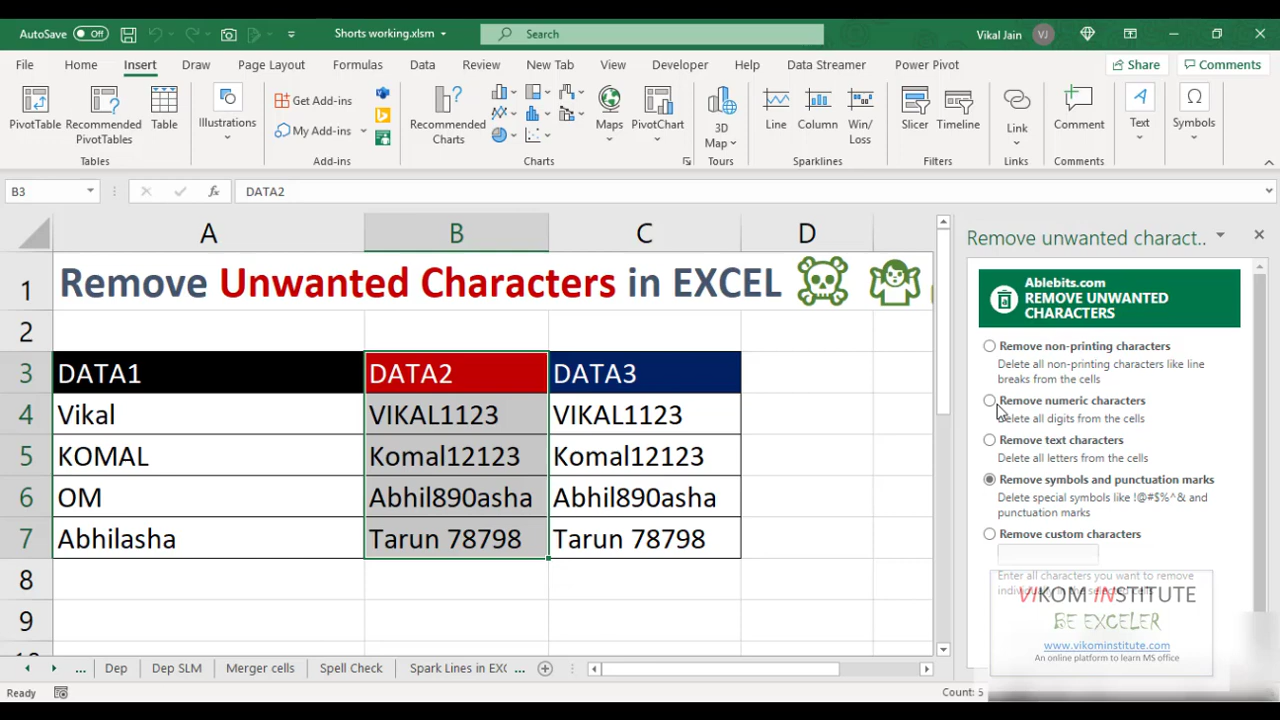 AutoSave Off Shorts working.xlsm Search Vikal Jain VJ
File Home Insert Draw Page Layout Formulas Data Review New Tab View Developer Help Data Streamer Power Pivot Share Comments
PivotTable
Recommended
PivotTables
Table
Tables
Illustrations
Get Add-ins
My Add-ins
Add-ins
Recommended
Charts
Maps
PivotChart
Charts
3D
Map
Tours
Line
Column
Win/
Loss
Sparklines
Slicer
Timeline
Filters
Link
Links
Comment
Comments
Text
Symbols
B3 fx DATA2
A B C D
1 Remove Unwanted Characters in EXCEL
2
3 DATA1 DATA2 DATA3
4 Vikal VIKAL1123 VIKAL1123
5 KOMAL Komal12123 Komal12123
6 OM Abhil890asha Abhil890asha
7 Abhilasha Tarun 78798 Tarun 78798
8
9
Remove unwanted charact..
Ablebits.com
REMOVE UNWANTED
CHARACTERS
Remove non-printing characters
Delete all non-printing characters like line
breaks from the cells
Remove numeric characters
Delete all digits from the cells
Remove text characters
Delete all letters from the cells
Remove symbols and punctuation marks
Delete special symbols like !@#$%^& and
punctuation marks
Remove custom characters
Enter all characters you want to remove
VIKOM INSTITUTE
BE EXCELER
www.vikominstitute.com
An online platform to learn MS office
... Dep Dep SLM Merger cells Spell Check Spark lines in EXC ...
Ready Count: 5